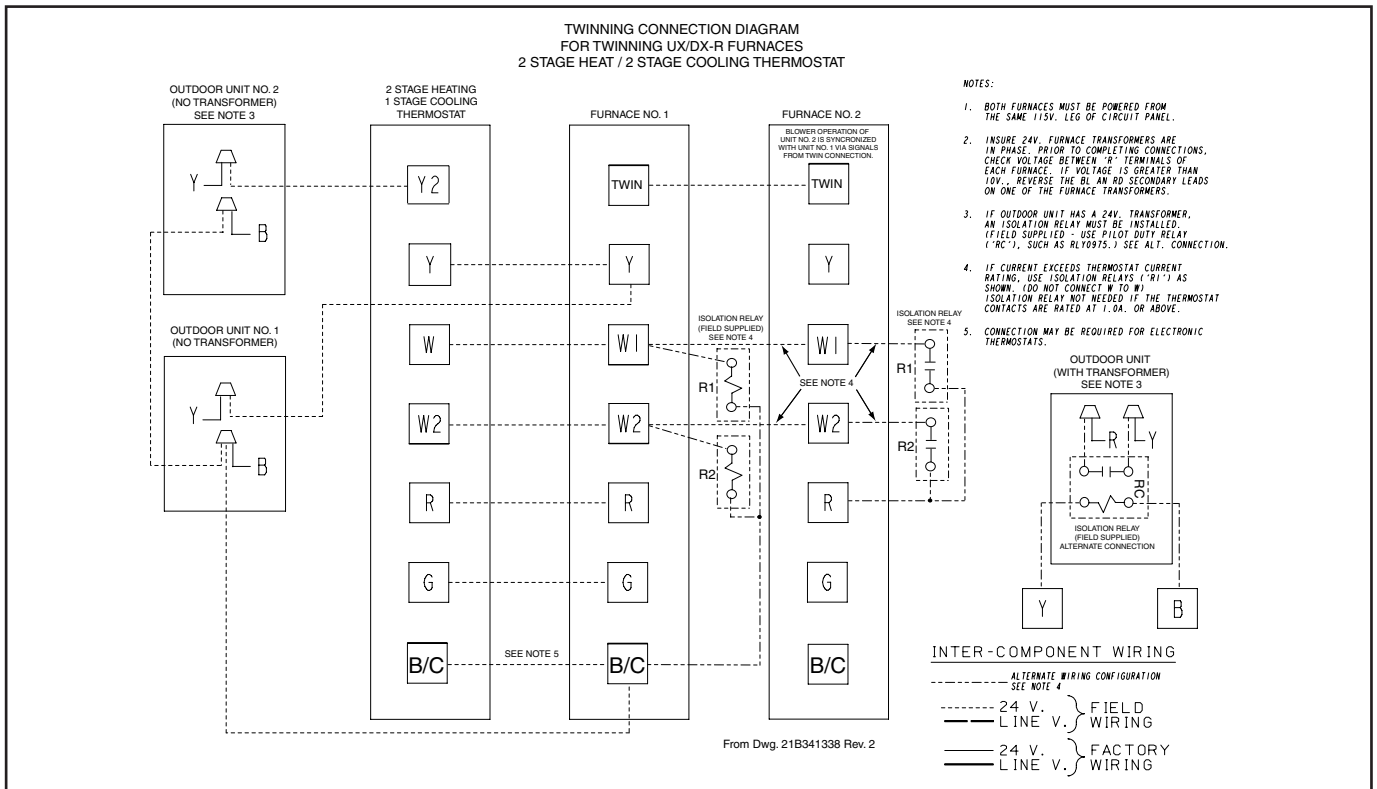 TWINNING CONNECTION DIAGRAM
FOR TWINNING UX/DX-R FURNACES
2 STAGE HEAT / 2 STAGE COOLING THERMOSTAT
OUTDOOR UNIT NO. 2
(NO TRANSFORMER)
SEE NOTE 3
Y
B
OUTDOOR UNIT NO. 1
(NO TRANSFORMER)
Y
B
2 STAGE HEATING
1 STAGE COOLING
THERMOSTAT
Y2
Y
W
W2
R
G
B/C
SEE NOTE 5
FURNACE NO. 1
TWIN
Y
W1
W2
R
G
B/C
ISOLATION RELAY
(FIELD SUPPLIED)
SEE NOTE 4
R1
R2
FURNACE NO. 2
BLOWER OPERATION OF
UNIT NO. 2 IS SYNCRONIZED
WITH UNIT NO. 1 VIA SIGNALS
FROM TWIN CONNECTION.
TWIN
Y
W1
SEE NOTE 4
W2
R
G
B/C
ISOLATION RELAY
SEE NOTE 4
R1
R2
NOTES:
1. BOTH FURNACES MUST BE POWERED FROM
THE SAME 115V. LEG OF CIRCUIT PANEL.
2. INSURE 24V. FURNACE TRANSFORMERS ARE
IN PHASE. PRIOR TO COMPLETING CONNECTIONS,
CHECK VOLTAGE BETWEEN 'R' TERMINALS OF
EACH FURNACE. IF VOLTAGE IS GREATER THAN
10V., REVERSE THE BL AN RD SECONDARY LEADS
ON ONE OF THE FURNACE TRANSFORMERS.
3. IF OUTDOOR UNIT HAS A 24V. TRANSFORMER,
AN ISOLATION RELAY MUST BE INSTALLED.
(FIELD SUPPLIED - USE PILOT DUTY RELAY
('RC'), SUCH AS RLY0975.) SEE ALT. CONNECTION.
4. IF CURRENT EXCEEDS THERMOSTAT CURRENT
RATING, USE ISOLATION RELAYS ('R1') AS
SHOWN. (DO NOT CONNECT W TO W)
ISOLATION RELAY NOT NEEDED IF THE THERMOSTAT
CONTACTS ARE RATED AT 1.0A. OR ABOVE.
5. CONNECTION MAY BE REQUIRED FOR ELECTRONIC
THERMOSTATS.
OUTDOOR UNIT
(WITH TRANSFORMER)
SEE NOTE 3
R
Y
RC
ISOLATION RELAY
(FIELD SUPPLIED)
ALTERNATE CONNECTION
Y
B
INTER-COMPONENT WIRING
ALTERNATE WIRING CONFIGURATION
SEE NOTE 4
24 V. FIELD
LINE V. WIRING
24 V. FACTORY
LINE V. WIRING
From Dwg. 21B341338 Rev. 2